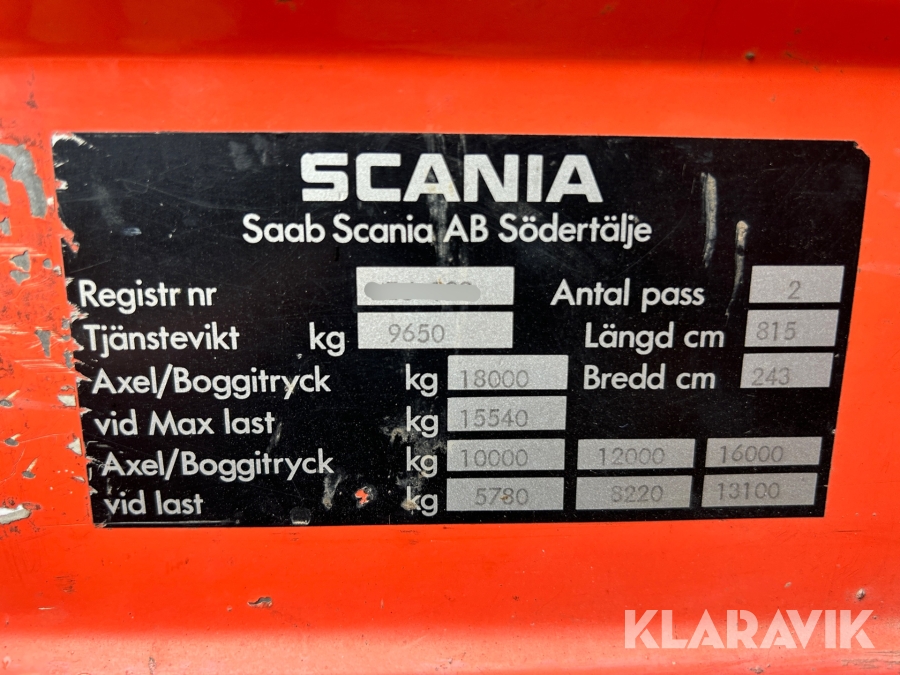 SCANIA
Saab Scania AB Södertälje
Registr nr Antal pass 2
Tjänstevikt kg 9650 Längd cm 815
Axel/Boggitryck kg 18000 Bredd cm 243
vid Max last kg 15540
Axel/Boggitryck kg 10000 12000 16000
vid last kg 5780 8220 13100
KLARAVIK